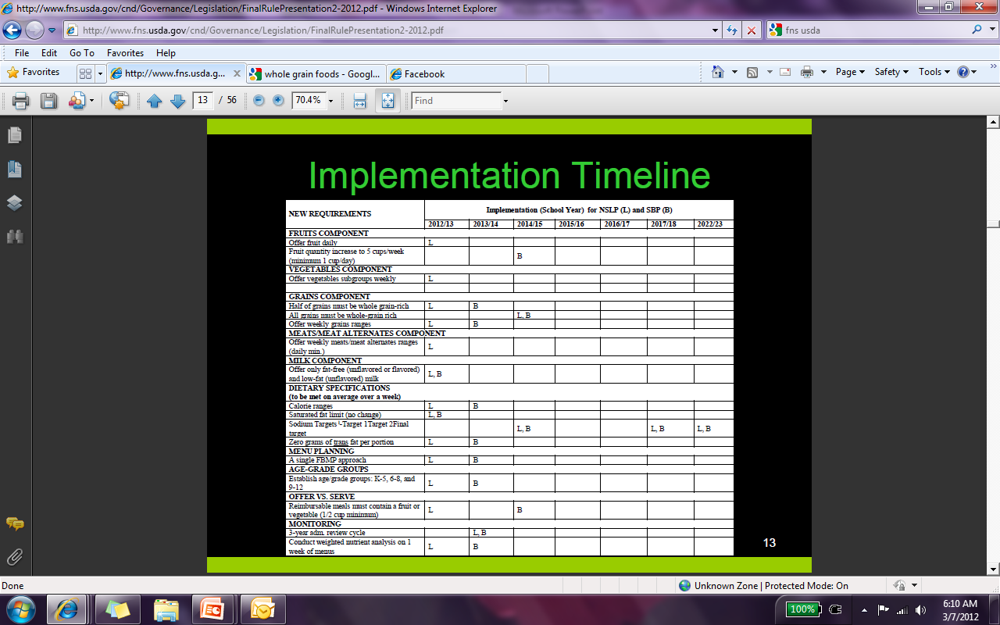 http://www.fns.usda.gov/cnd/Governance/Legislation/FinalRulePresentation2-2012.pdf - Windows Internet Explorer
http://www.fns.usda.gov/cnd/Governance/Legislation/FinalRulePresentation2-2012.pdf
fns usda
File Edit Go To Favorites Help
Favorites
http://www.fns.usda.g...
whole grain foods - Googl...
Facebook
Page Safety Tools
13 / 56
70.4%
Find
Implementation Timeline
NEW REQUIREMENTS
Implementation (School Year) for NSLP (L) and SBP (B)
2012/13 2013/14 2014/15 2015/16 2016/17 2017/18 2022/23
FRUITS COMPONENT
Offer fruit daily L
Fruit quantity increase to 5 cups/week
(minimum 1 cup/day) B
VEGETABLES COMPONENT
Offer vegetables subgroups weekly L
GRAINS COMPONENT
Half of grains must be whole grain-rich L B
All grains must be whole-grain rich L, B
Offer weekly grains ranges L B
MEATS/MEAT ALTERNATES COMPONENT
Offer weekly meats/meat alternates ranges
(daily min.) L
MILK COMPONENT
Offer only fat-free (unflavored or flavored)
and low-fat (unflavored) milk L, B
DIETARY SPECIFICATIONS
(to be met on average over a week)
Calorie ranges L B
Saturated fat limit (no change) L, B
Sodium Targets -Target 1Target 2Final
target L, B L, B L, B
Zero grams of trans fat per portion L B
MENU PLANNING
A single FBMP approach L B
AGE-GRADE GROUPS
Establish age/grade groups: K-5, 6-8, and
9-12 L B
OFFER VS. SERVE
Reimbursable meals must contain a fruit or
vegetable (1/2 cup minimum) L B
MONITORING
3-year adm. review cycle L, B
Conduct weighted nutrient analysis on 1
week of menus L B
13
Done
Unknown Zone | Protected Mode: On
100%
6:10 AM
3/7/2012